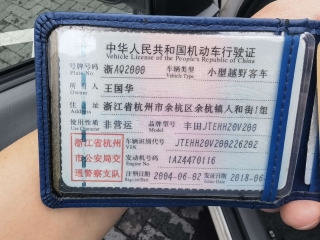 中华人民共和国机动车行驶证
Vehicle License of the People's Republic of China
号牌号码 浙AQ2000 车辆类型 小型越野客车
Plate No. Vehicle Type
所有人 王国华
Owner
住址 浙江省杭州市余杭区余杭镇人和街1组
Address
使用性质 非营运 品牌型号 丰田JTEHH20V200
Use Character Model
浙江省杭州市公安局交通警察支队
车辆识别代号 JTEHH20V200226202
VIN
发动机号码 1AZ4470116
Engine No.
注册日期 2004-06-02 发证日期 2018-06
Register Date Issue Date